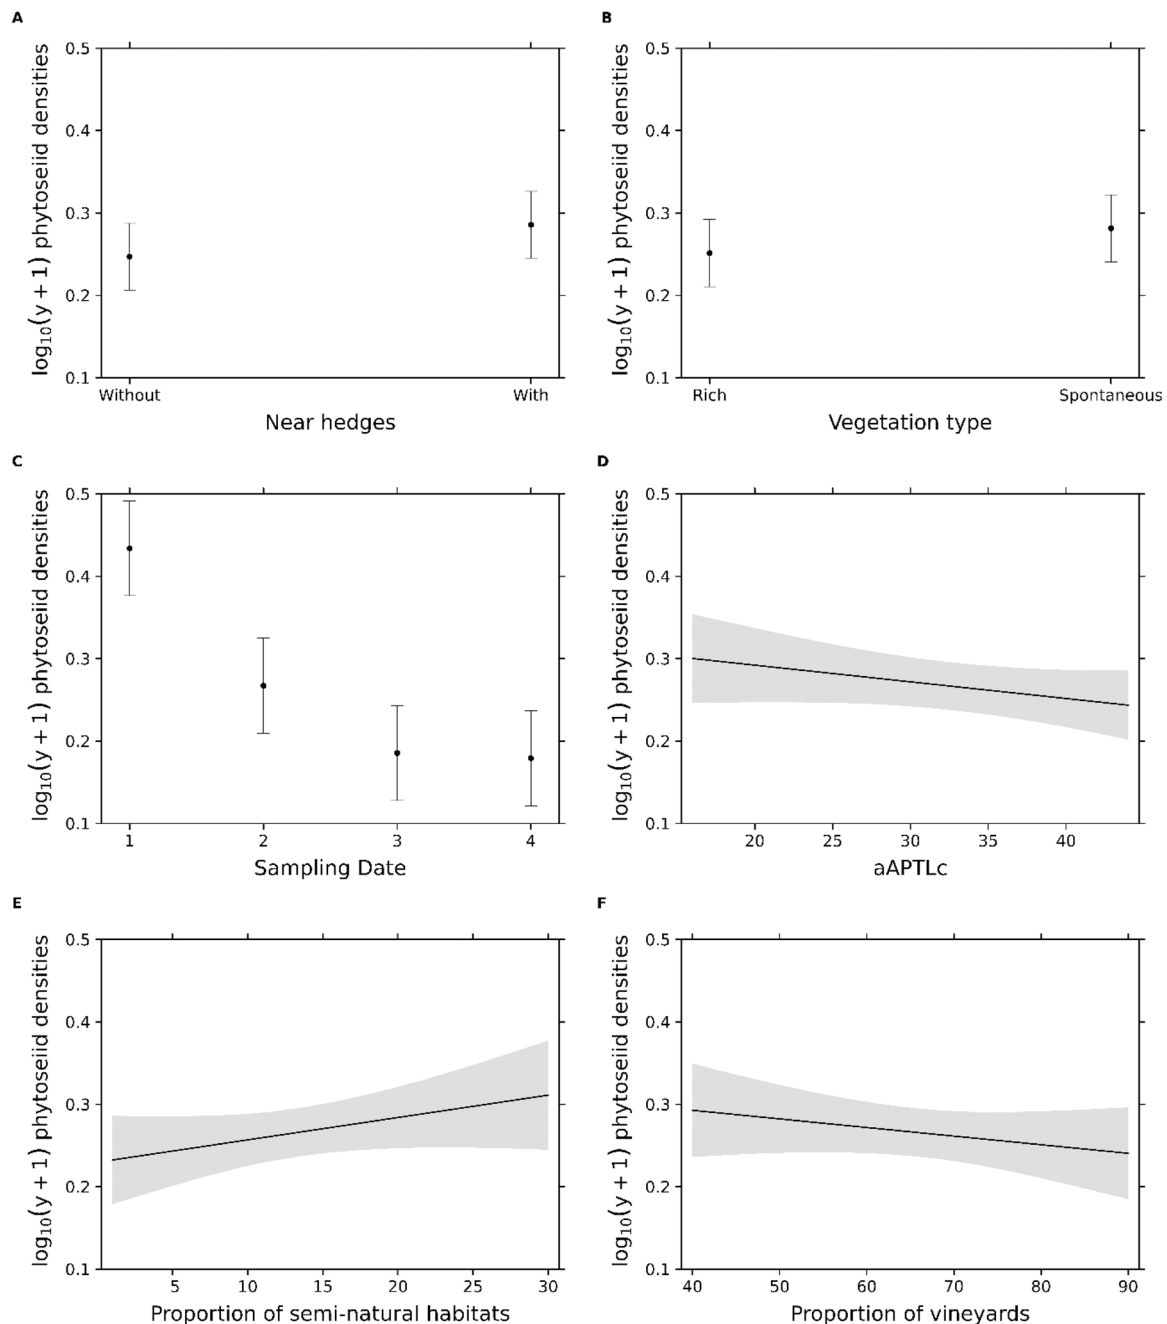 A
log10(y + 1) phytoseiid densities
0.5
0.4
0.3
0.2
0.1
Without With
Near hedges
B
log10(y + 1) phytoseiid densities
0.5
0.4
0.3
0.2
0.1
Rich Spontaneous
Vegetation type
C
log10(y + 1) phytoseiid densities
0.5
0.4
0.3
0.2
0.1
1 2 3 4
Sampling Date
D
log10(y + 1) phytoseiid densities
0.5
0.4
0.3
0.2
0.1
20 25 30 35 40
aAPTLc
E
log10(y + 1) phytoseiid densities
0.5
0.4
0.3
0.2
0.1
5 10 15 20 25 30
Proportion of semi-natural habitats
F
log10(y + 1) phytoseiid densities
0.5
0.4
0.3
0.2
0.1
40 50 60 70 80 90
Proportion of vineyards